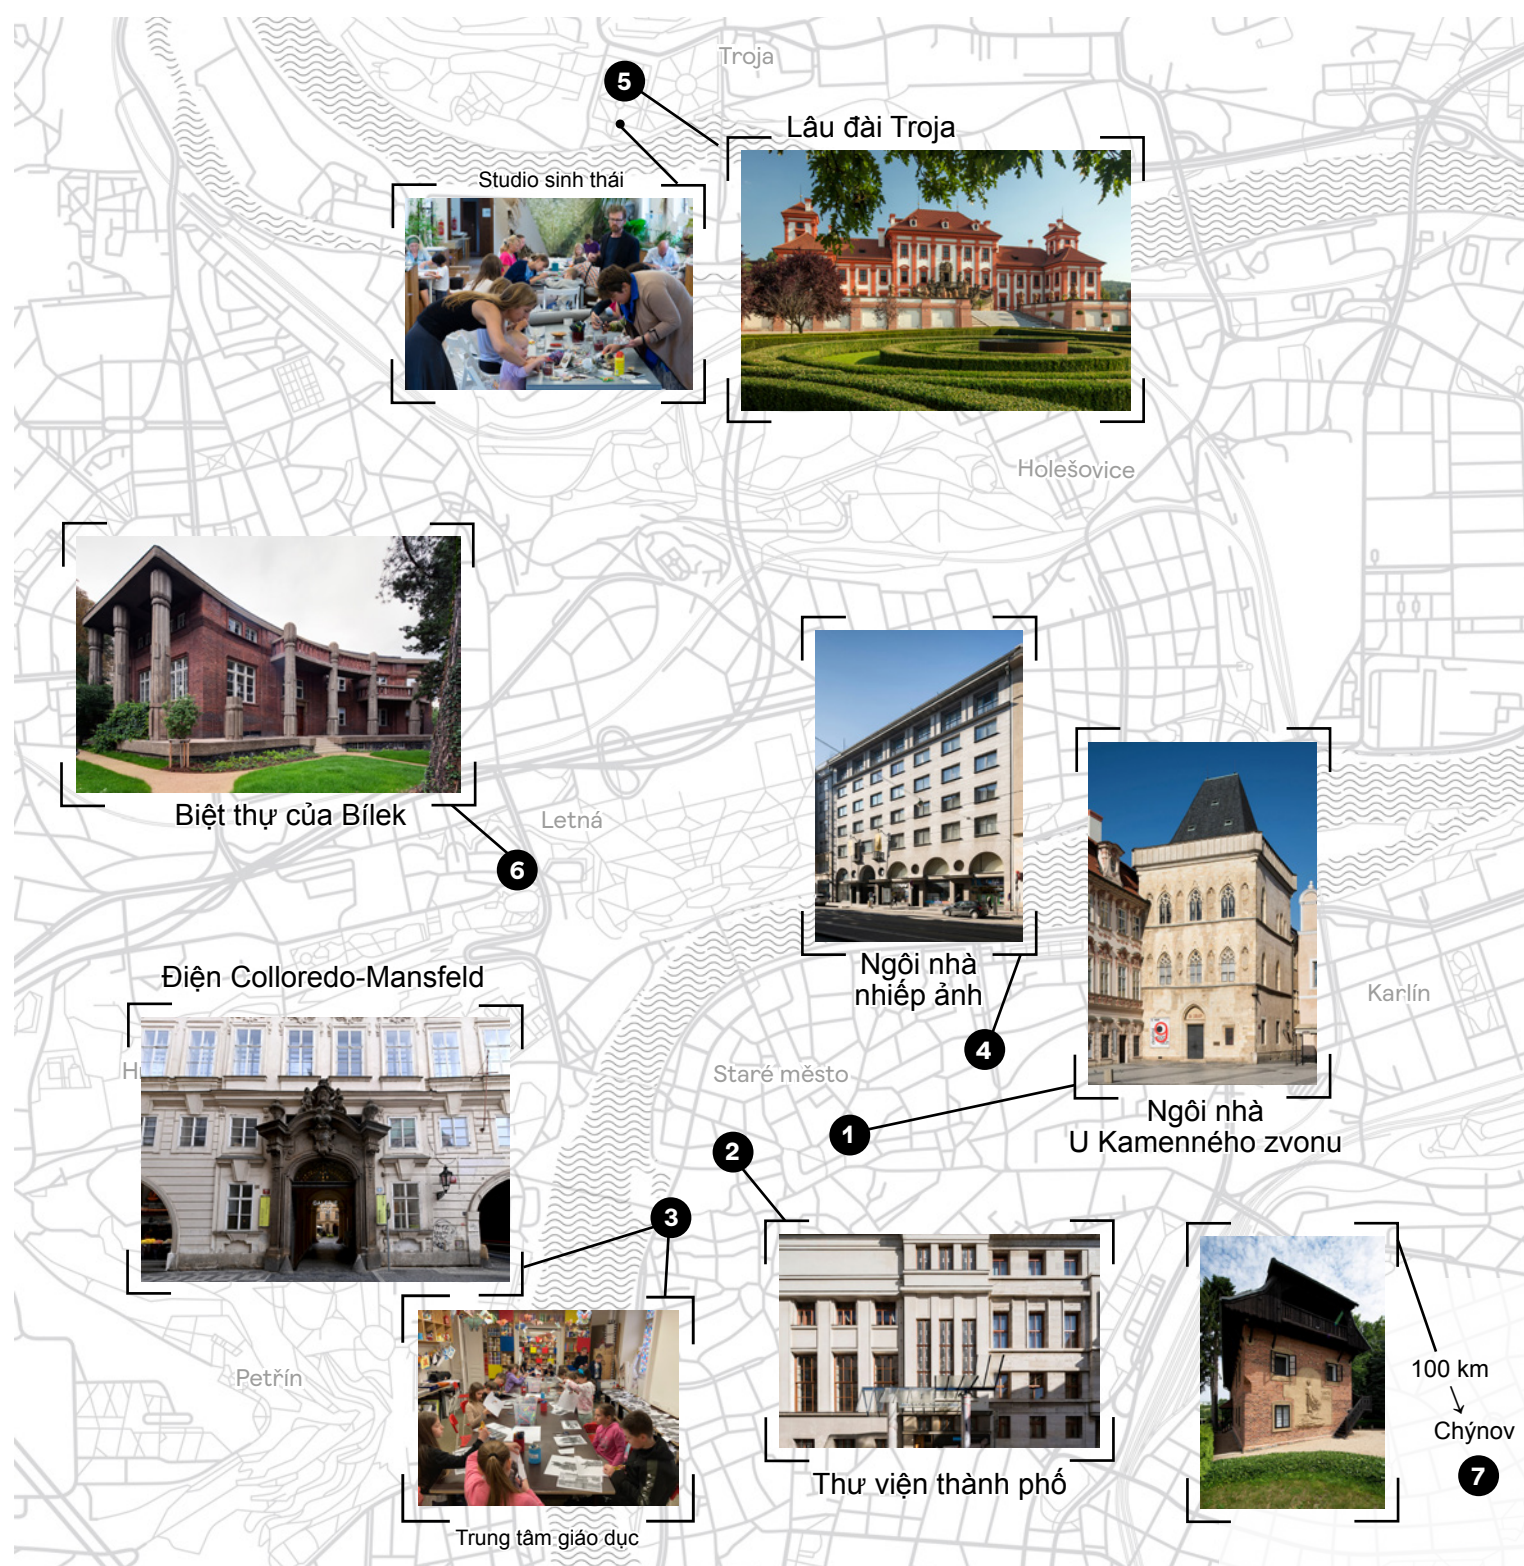 Troja
5
Lâu đài Troja
Studio sinh thái
Holešovice
Biệt thự của Bílek
Letná
6
Điện Colloredo-Mansfeld
Ngôi nhà
nhiếp ảnh
Karlín
4
Staré město
1
Ngôi nhà
U Kamenného zvonu
2
3
Petřín
100 km
Chýnov
7
Thư viện thành phố
Trung tâm giáo dục